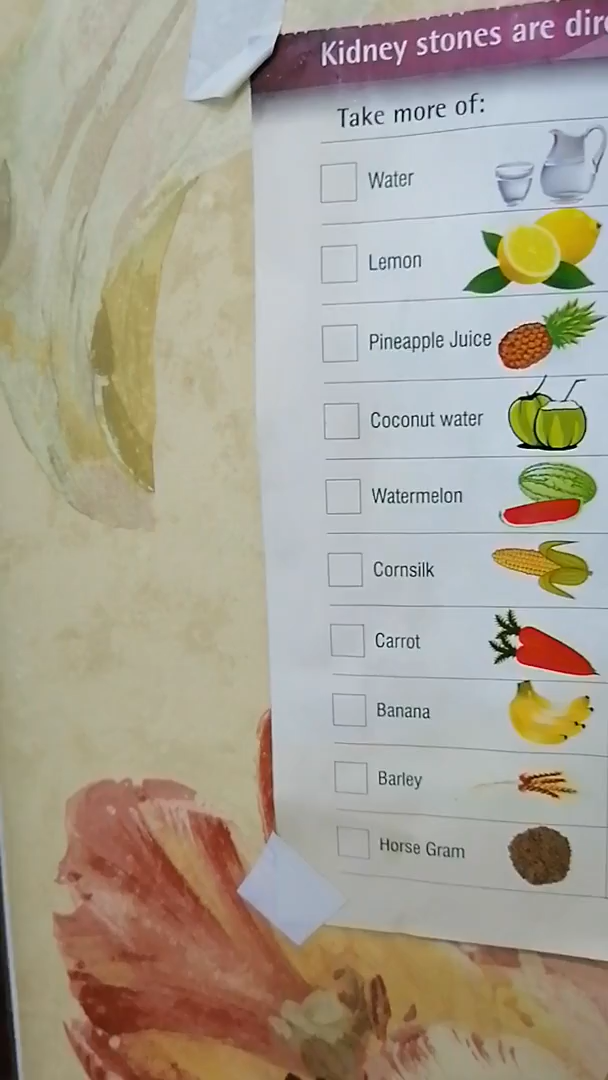 Kidney stones are
Take more of:
Water
Lemon
Pineapple Juice
Coconut water
Watermelon
Cornsilk
Carrot
Banana
Barley
Horse Gram